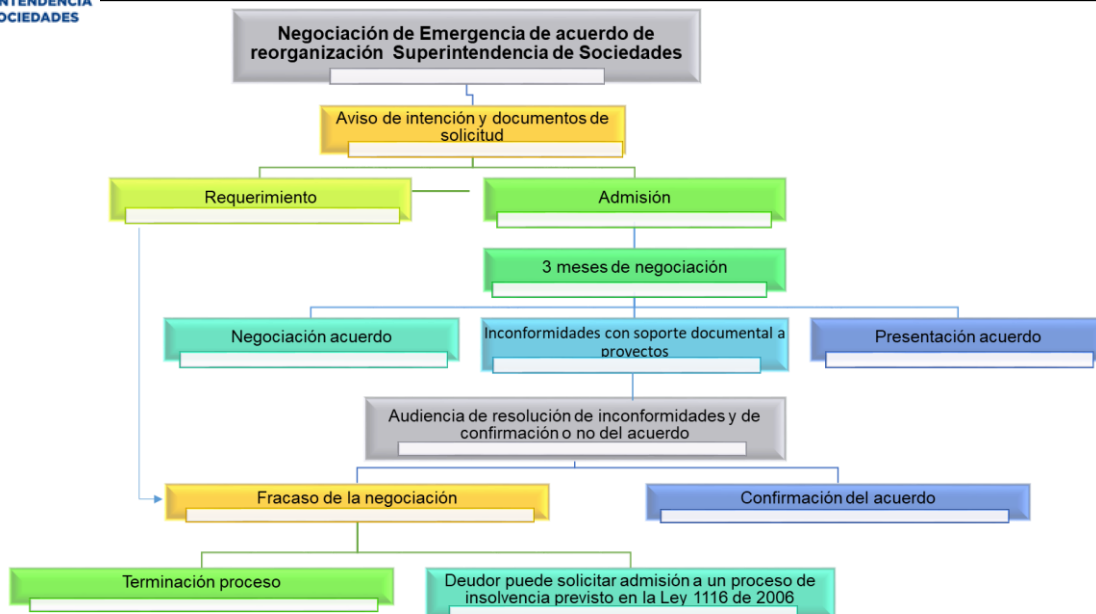 OCIEDADES
Negociación de Emergencia de acuerdo de
reorganización Superintendencia de Sociedades
Aviso de intención y documentos de
solicitud
Requerimiento
Admisión
3 meses de negociación
Negociación acuerdo
Inconformidades con soporte documental a
proyectos
Presentación acuerdo
Audiencia de resolución de inconformidades y de
confirmación o no del acuerdo
Fracaso de la negociación
Confirmación del acuerdo
Terminación proceso
Deudor puede solicitar admisión a un proceso de
insolvencia previsto en la Ley 1116 de 2006